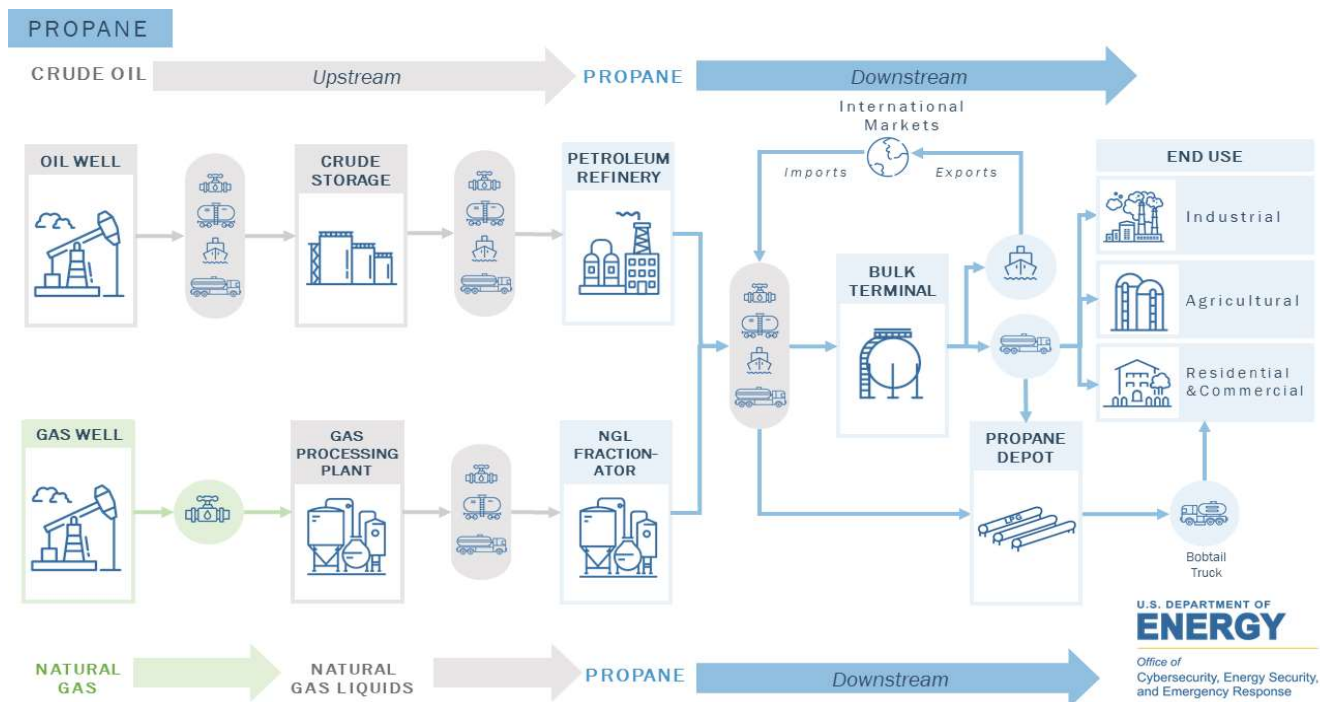 PROPANE
CRUDE OIL
Upstream
PROPANE
Downstream
International
Markets
Imports
Exports
OIL WELL
CRUDE
STORAGE
PETROLEUM
REFINERY
BULK
TERMINAL
END USE
Industrial
Agricultural
Residential
&Commercial
GAS WELL
GAS
PROCESSING
PLANT
NGL
FRACTION-
ATOR
PROPANE
DEPOT
LPG
Bobtail
Truck
NATURAL
GAS
NATURAL
GAS LIQUIDS
PROPANE
Downstream
U.S. DEPARTMENT OF
ENERGY
Office of
Cybersecurity, Energy Security,
and Emergency Response